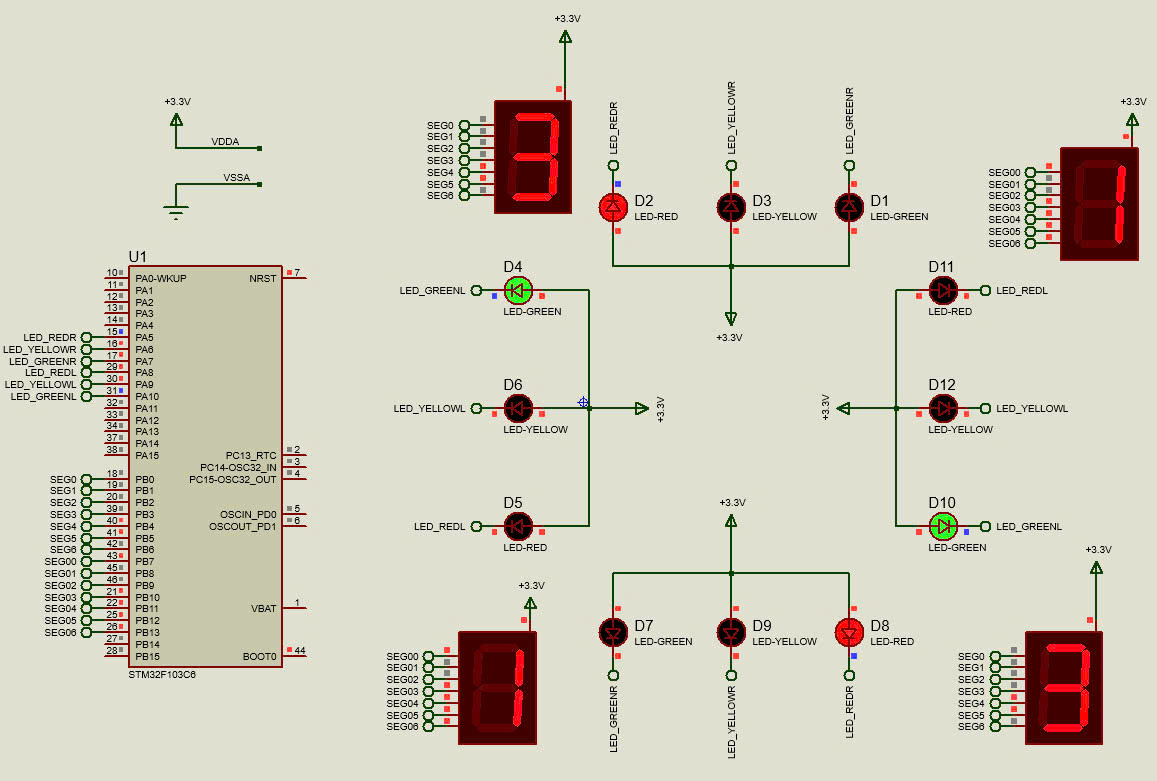 +3.3V
SEG0
SEG1
SEG2
SEG3
SEG4
SEG5
SEG6
3
LED_REDR
LED_YELLOWR
LED_GREENR
D2
LED-RED
D3
LED-YELLOW
D1
LED-GREEN
+3.3V
+3.3V
SEG00
SEG01
SEG02
SEG03
SEG04
SEG05
SEG06
1
+3.3V
VDDA
VSSA
U1
10 PA0-WKUP
11 PA1
12 PA2
13 PA3
14 PA4
LED_REDR 15 PA5
LED_YELLOWR 16 PA6
LED_GREENR 17 PA7
LED_REDL 29 PA8
LED_YELLOWL 30 PA9
LED_GREENL 31 PA10
32 PA11
33 PA12
34 PA13
37 PA14
38 PA15
SEG0 18 PB0
SEG1 19 PB1
SEG2 20 PB2
SEG3 39 PB3
SEG4 40 PB4
SEG5 41 PB5
SEG6 42 PB6
SEG00 43 PB7
SEG01 45 PB8
SEG02 46 PB9
SEG03 21 PB10
SEG04 22 PB11
SEG05 25 PB12
SEG06 26 PB13
27 PB14
28 PB15
NRST 7
PC13_RTC 2
PC14-OSC32_IN 3
PC15-OSC32_OUT 4
OSCIN_PD0 5
OSCOUT_PD1 6
VBAT 1
BOOT0 44
STM32F103C6
D4
LED_GREENL
LED-GREEN
D6
LED_YELLOWL
LED-YELLOW
+3.3V
D5
LED_REDL
LED-RED
D11
LED_REDL
LED-RED
+3.3V
D12
LED_YELLOWL
LED-YELLOW
D10
LED_GREENL
LED-GREEN
+3.3V
SEG00
SEG01
SEG02
SEG03
SEG04
SEG05
SEG06
1
+3.3V
D7
LED-GREEN
D9
LED-YELLOW
D8
LED-RED
LED_GREENR
LED_YELLOWR
LED_REDR
+3.3V
SEG0
SEG1
SEG2
SEG3
SEG4
SEG5
SEG6
3